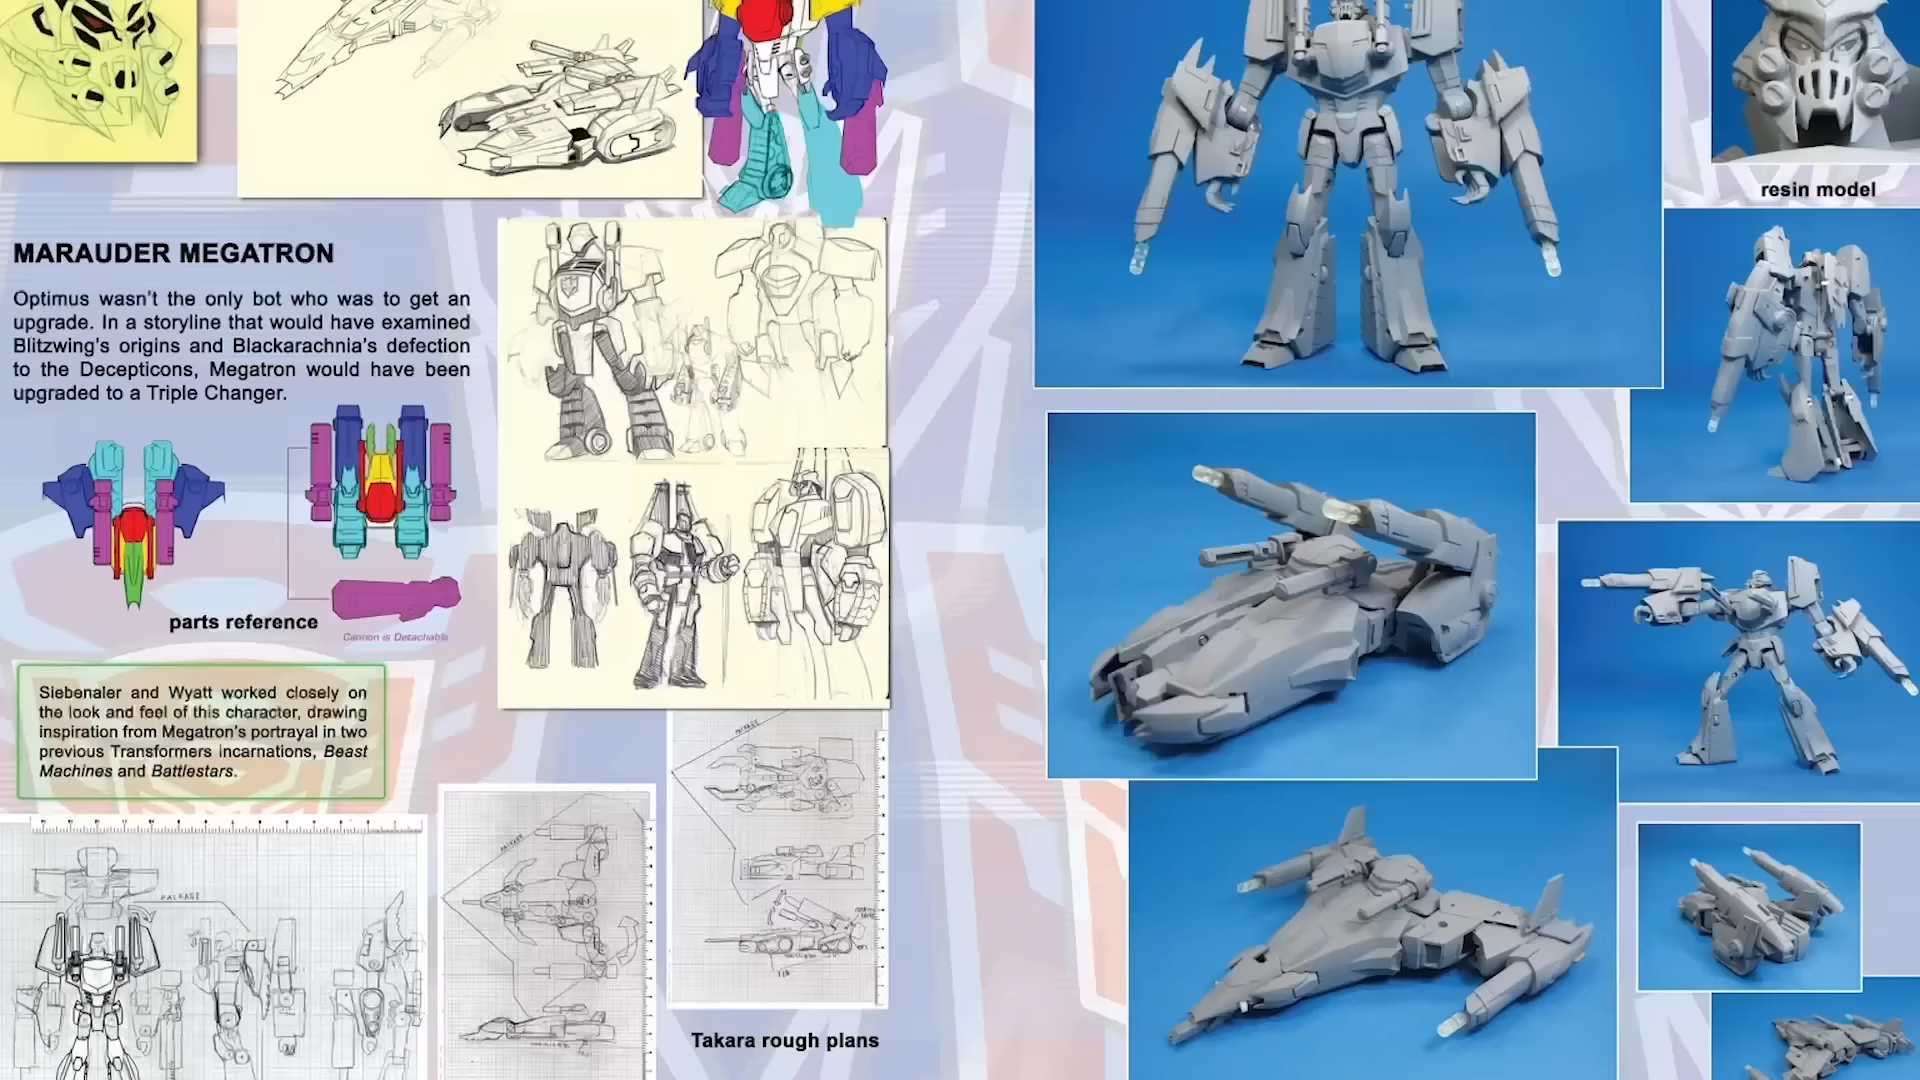 resin model
MARAUDER MEGATRON
Optimus wasn't the only bot who was to get an
upgrade. In a storyline that would have examined
Blitzwing's origins and Blackarachnia's defection
to the Decepticons, Megatron would have been
upgraded to a Triple Changer.
parts reference
Cannon is Detachable
Siebenaler and Wyatt worked closely on
the look and feel of this character, drawing
inspiration from Megatron's portrayal in two
previous Transformers incarnations, Beast
Machines and Battlestars.
PACKAGE
PACKAGE
PACKAGE
Takara rough plans